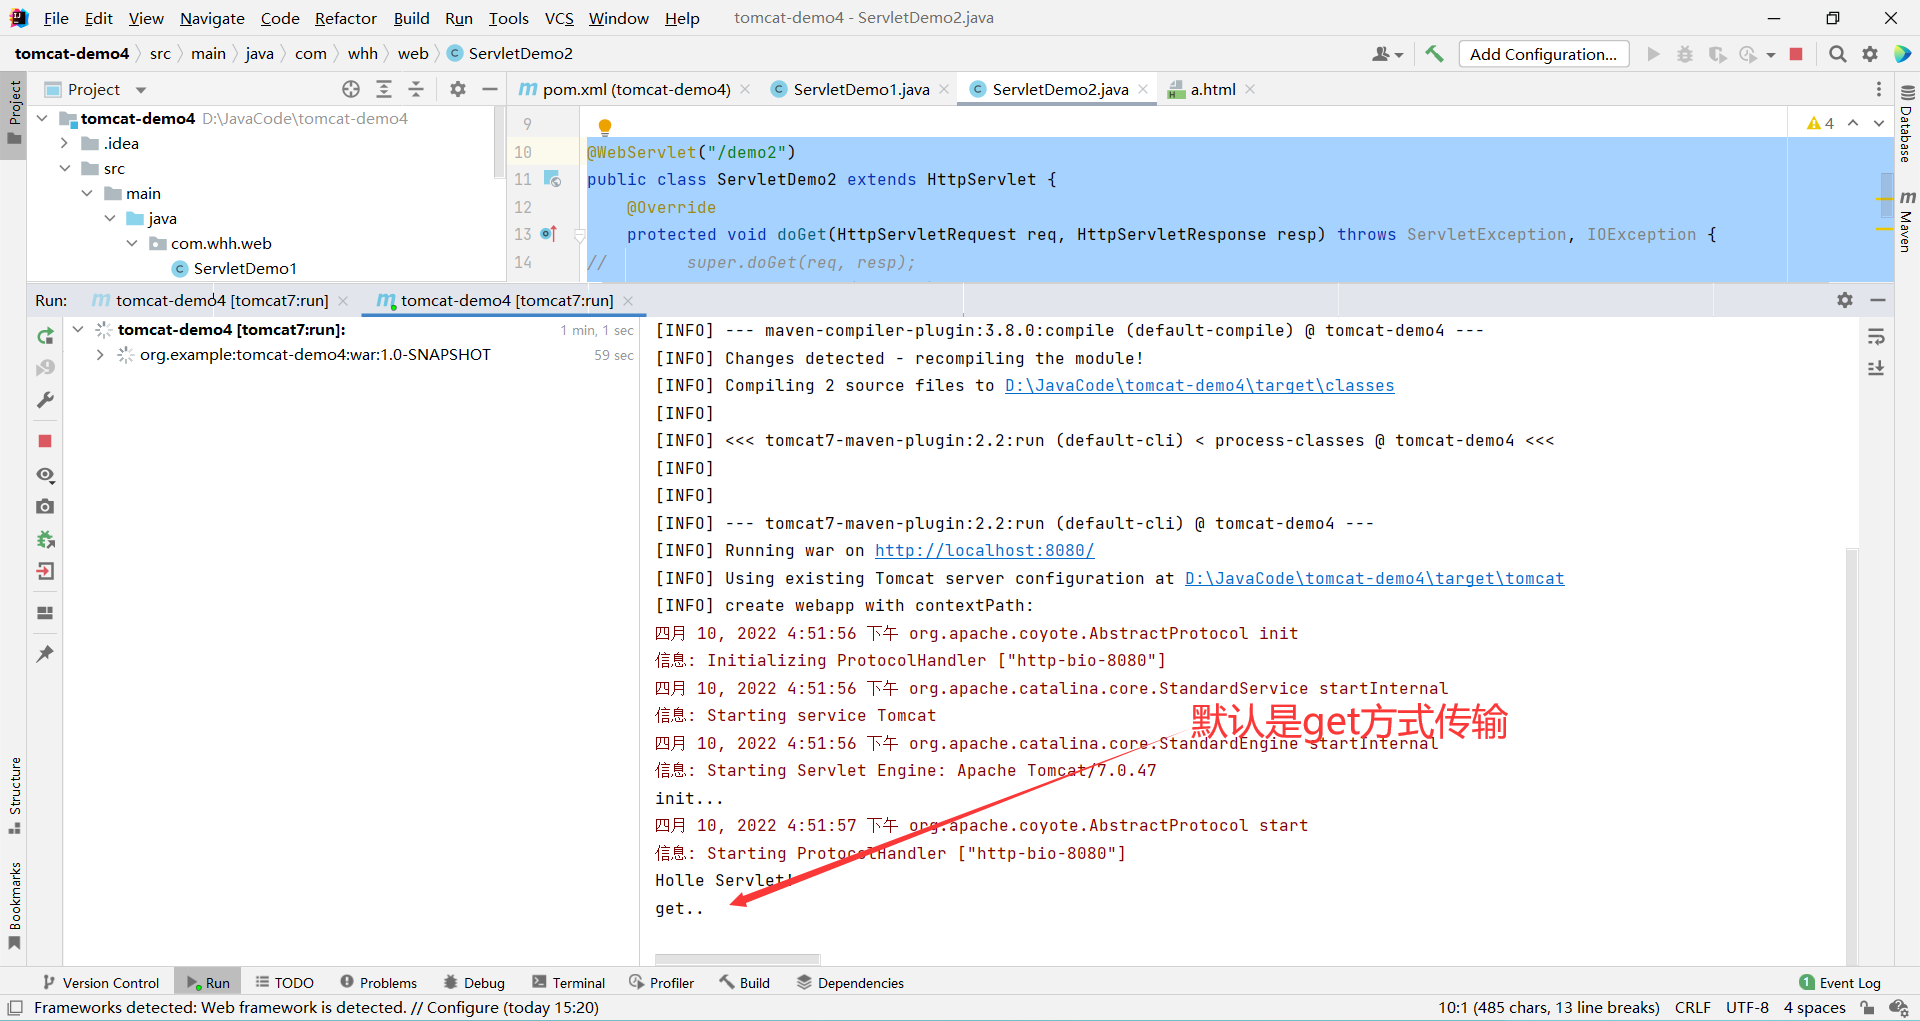 File Edit View Navigate Code Refactor Build Run Tools VCS Window Help tomcat-demo4 - ServletDemo2.java
tomcat-demo4 src main java com whh web ServletDemo2 Add Configuration...
Project
pom.xml (tomcat-demo4) ServletDemo1.java ServletDemo2.java a.html
tomcat-demo4 D:\JavaCode\tomcat-demo4
.idea
src
main
java
com.whh.web
ServletDemo1
9
10 @WebServlet("/demo2")
11 public class ServletDemo2 extends HttpServlet {
12 @Override
13 protected void doGet(HttpServletRequest req, HttpServletResponse resp) throws ServletException, IOException {
14 // super.doGet(req, resp);
4
Project
Structure
Bookmarks
Database
Maven
Run: tomcat-demo4 [tomcat7:run] tomcat-demo4 [tomcat7:run]
tomcat-demo4 [tomcat7:run]: 1 min, 1 sec
org.example:tomcat-demo4:war:1.0-SNAPSHOT 59 sec
[INFO] --- maven-compiler-plugin:3.8.0:compile (default-compile) @ tomcat-demo4 ---
[INFO] Changes detected - recompiling the module!
[INFO] Compiling 2 source files to D:\JavaCode\tomcat-demo4\target\classes
[INFO]
[INFO] <<< tomcat7-maven-plugin:2.2:run (default-cli) < process-classes @ tomcat-demo4 <<<
[INFO]
[INFO]
[INFO] --- tomcat7-maven-plugin:2.2:run (default-cli) @ tomcat-demo4 ---
[INFO] Running war on http://localhost:8080/
[INFO] Using existing Tomcat server configuration at D:\JavaCode\tomcat-demo4\target\tomcat
[INFO] create webapp with contextPath:
四月 10, 2022 4:51:56 下午 org.apache.coyote.AbstractProtocol init
信息: Initializing ProtocolHandler ["http-bio-8080"]
四月 10, 2022 4:51:56 下午 org.apache.catalina.core.StandardService startInternal
信息: Starting service Tomcat
默认是get方式传输
四月 10, 2022 4:51:56 下午 org.apache.catalina.core.StandardEngine startInternal
信息: Starting Servlet Engine: Apache Tomcat/7.0.47
init...
四月 10, 2022 4:51:57 下午 org.apache.coyote.AbstractProtocol start
信息: Starting ProtocolHandler ["http-bio-8080"]
Holle Servlet!
get..
Version Control Run TODO Problems Debug Terminal Profiler Build Dependencies 1 Event Log
Frameworks detected: Web framework is detected. // Configure (today 15:20) 10:1 (485 chars, 13 line breaks) CRLF UTF-8 4 spaces